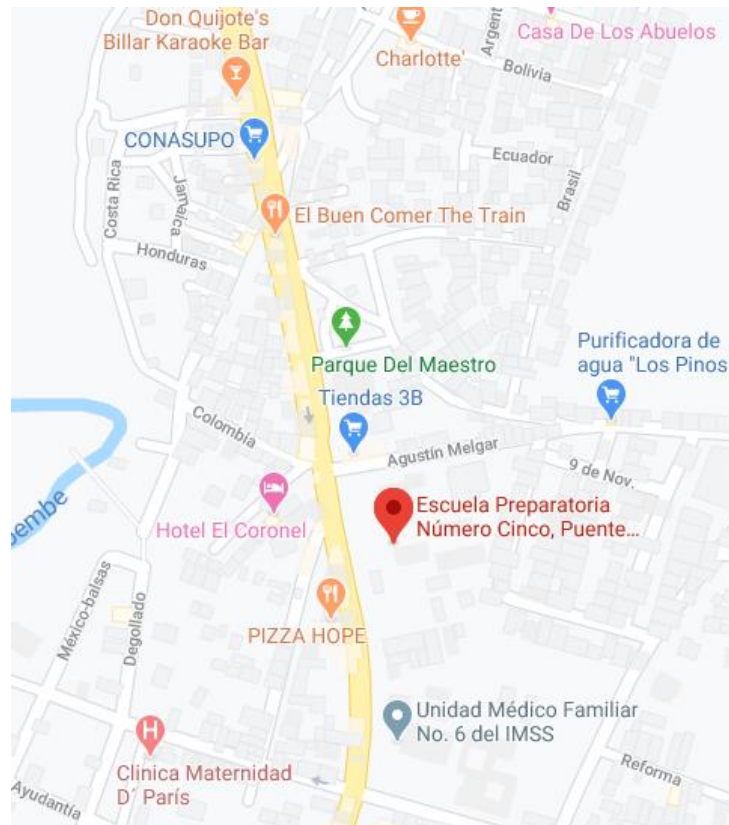 Don Quijote's
Billar Karaoke Bar
Charlotte'
Casa De Los Abuelos
Argent
Bolivia
CONASUPO
Ecuador
Brasil
Costa Rica
Jamaica
El Buen Comer The Train
Honduras
Parque Del Maestro
Purificadora de
agua "Los Pinos
Tiendas 3B
Colombia
Agustín Melgar
9 de Nov.
Escuela Preparatoria
Número Cinco, Puente...
Hotel El Coronel
pembe
México-balsas
Degollado
PIZZA HOPE
Unidad Médico Familiar
No. 6 del IMSS
Clinica Maternidad
D´ París
Reforma
Ayudantía